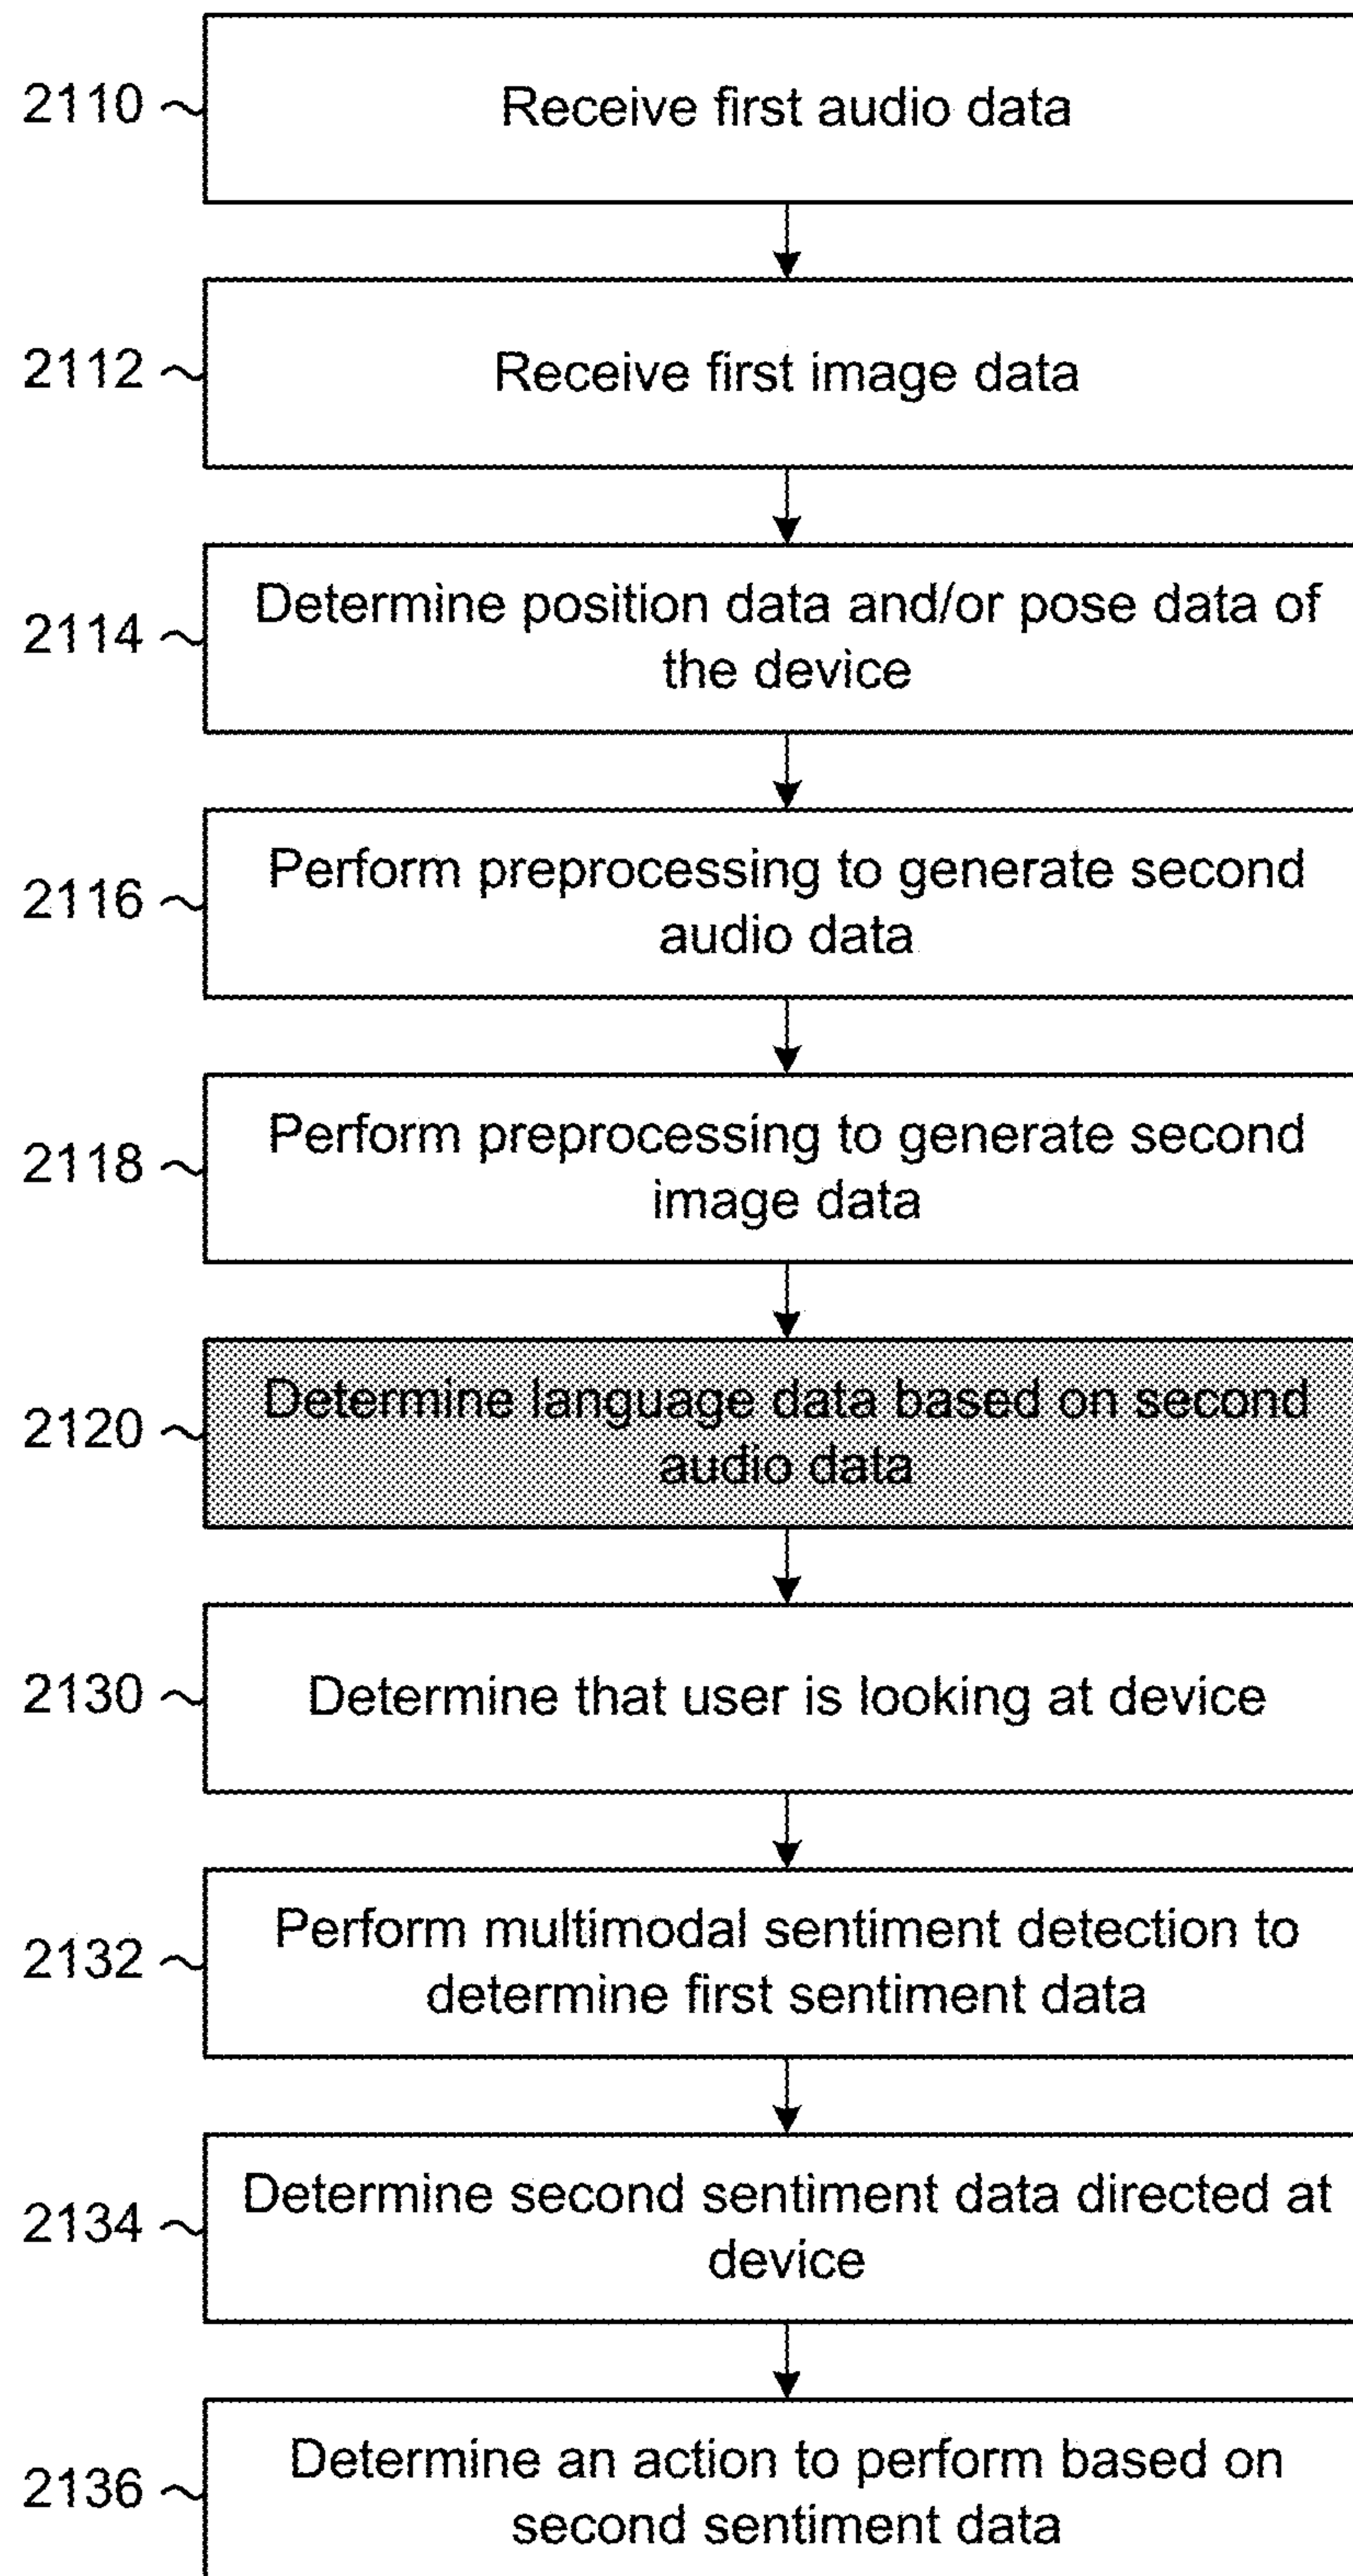 2110
Receive first audio data
2112
Receive first image data
2114
Determine position data and/or pose data of
the device
2116
Perform preprocessing to generate second
audio data
2118
Perform preprocessing to generate second
image data
2120
Determine language data based on second
audio data
2130
Determine that user is looking at device
2132
Perform multimodal sentiment detection to
determine first sentiment data
2134
Determine second sentiment data directed at
device
2136
Determine an action to perform based on
second sentiment data